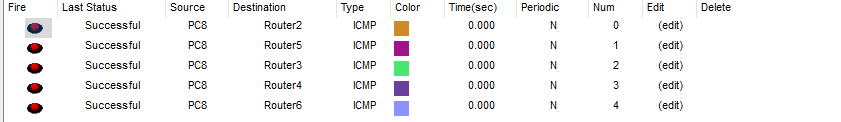 Fire Last Status Source Destination Type Color Time(sec) Periodic Num Edit Delete
Successful PC8 Router2 ICMP 0.000 N 0 (edit)
Successful PC8 Router5 ICMP 0.000 N 1 (edit)
Successful PC8 Router3 ICMP 0.000 N 2 (edit)
Successful PC8 Router4 ICMP 0.000 N 3 (edit)
Successful PC8 Router6 ICMP 0.000 N 4 (edit)